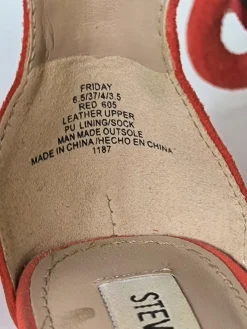 FRIDAY
6.5/37/4/3.5
RED 605
LEATHER UPPER
PU LINING/SOCK
MAN MADE OUTSOLE
MADE IN CHINA/HECHO EN CHINA
1187